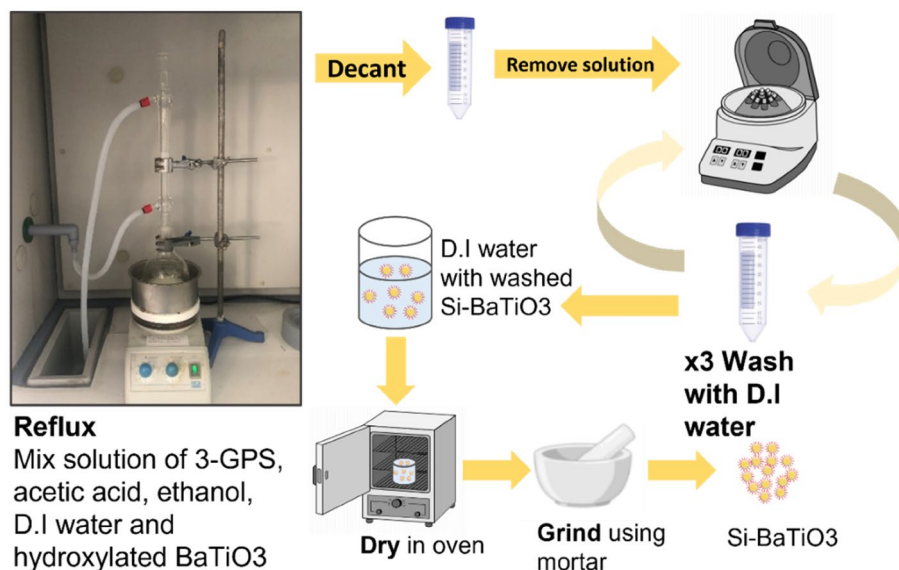 Decant
Remove solution
D.I water
with washed
Si-BaTiO3
x3 Wash
with D.I
water
Reflux
Mix solution of 3-GPS,
acetic acid, ethanol,
D.I water and
hydroxylated BaTiO3
Dry in oven
Grind using
mortar
Si-BaTiO3